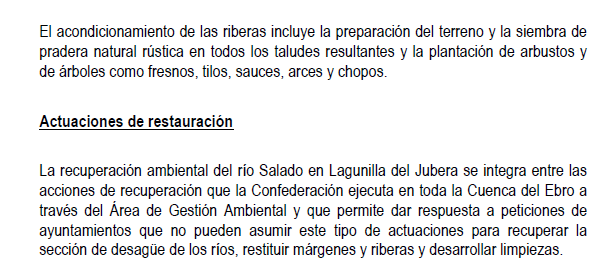 El acondicionamiento de las riberas incluye la preparación del terreno y la siembra de
pradera natural rústica en todos los taludes resultantes y la plantación de arbustos y
de árboles como fresnos, tilos, sauces, arces y chopos.
Actuaciones de restauración
La recuperación ambiental del río Salado en Lagunilla del Jubera se integra entre las
acciones de recuperación que la Confederación ejecuta en toda la Cuenca del Ebro a
través del Área de Gestión Ambiental y que permite dar respuesta a peticiones de
ayuntamientos que no pueden asumir este tipo de actuaciones para recuperar la
sección de desagüe de los ríos, restituir márgenes y riberas y desarrollar limpiezas.